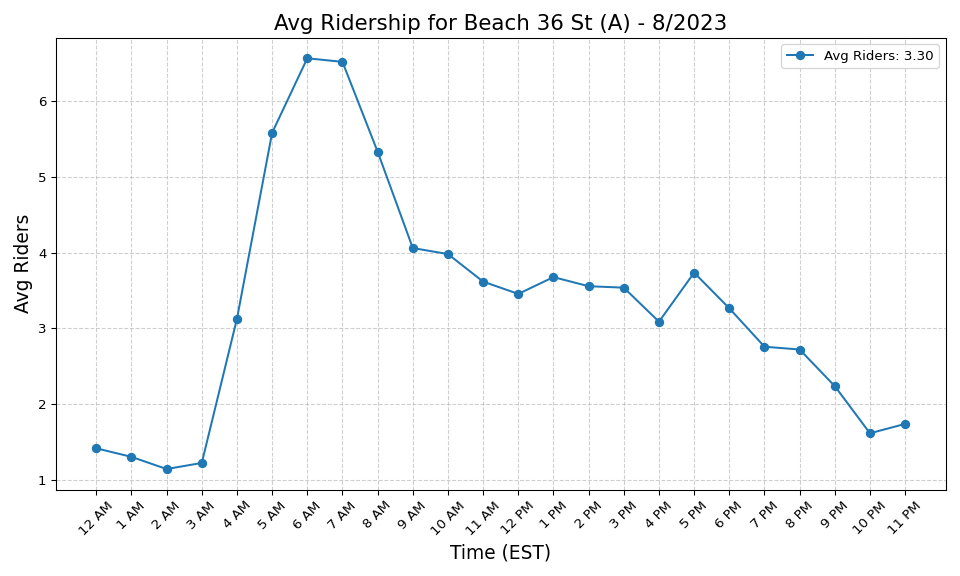 Avg Ridership for Beach 36 St (A) - 8/2023
Avg Riders: 3.30
Avg Riders
6
5
4
3
2
1
12 AM
1 AM
2 AM
3 AM
4 AM
5 AM
6 AM
7 AM
8 AM
9 AM
10 AM
11 AM
12 PM
1 PM
2 PM
3 PM
4 PM
5 PM
6 PM
7 PM
8 PM
9 PM
10 PM
11 PM
Time (EST)